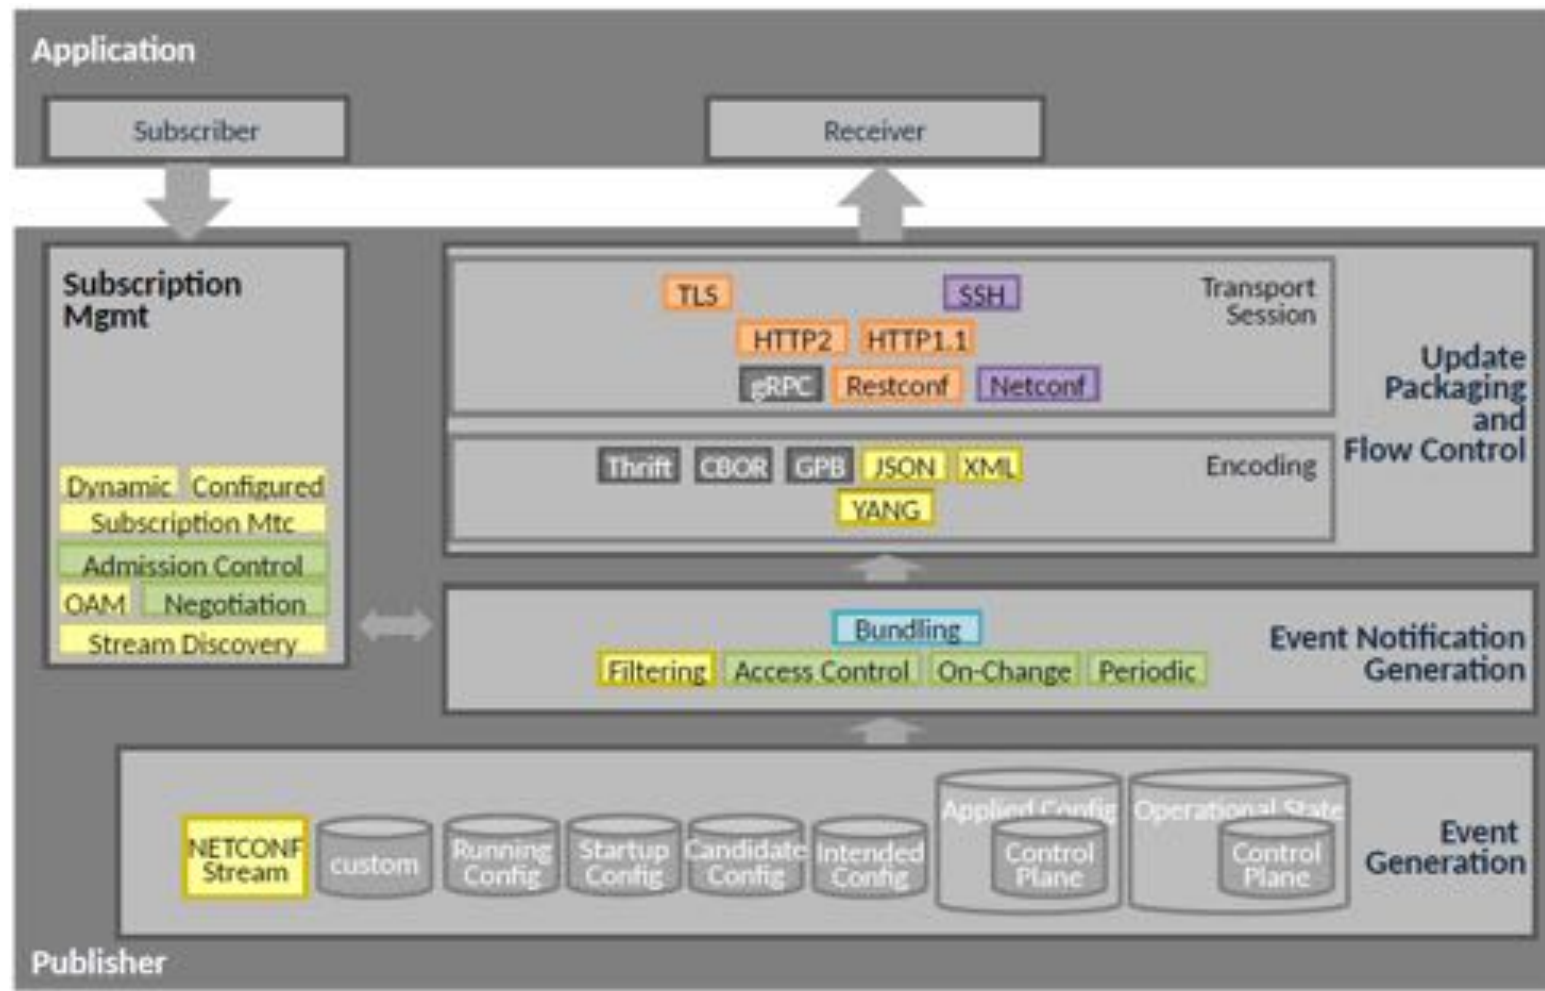 Application
Subscriber
Receiver
Subscription
Mgmt
Dynamic Configured
Subscription Mtc
Admission Control
OAM Negotiation
Stream Discovery
TLS SSH
HTTP2 HTTP1.1
gRPC Restconf Netconf
Transport
Session
Thrift CBOR GPB JSON XML
YANG
Encoding
Update
Packaging
and
Flow Control
Bundling
Filtering Access Control On-Change Periodic
Event Notification
Generation
NETCONF
Stream
custom
Running
Config
Startup
Config
Candidate
Config
Intended
Config
Applied Config
Control
Plane
Operational State
Control
Plane
Event
Generation
Publisher